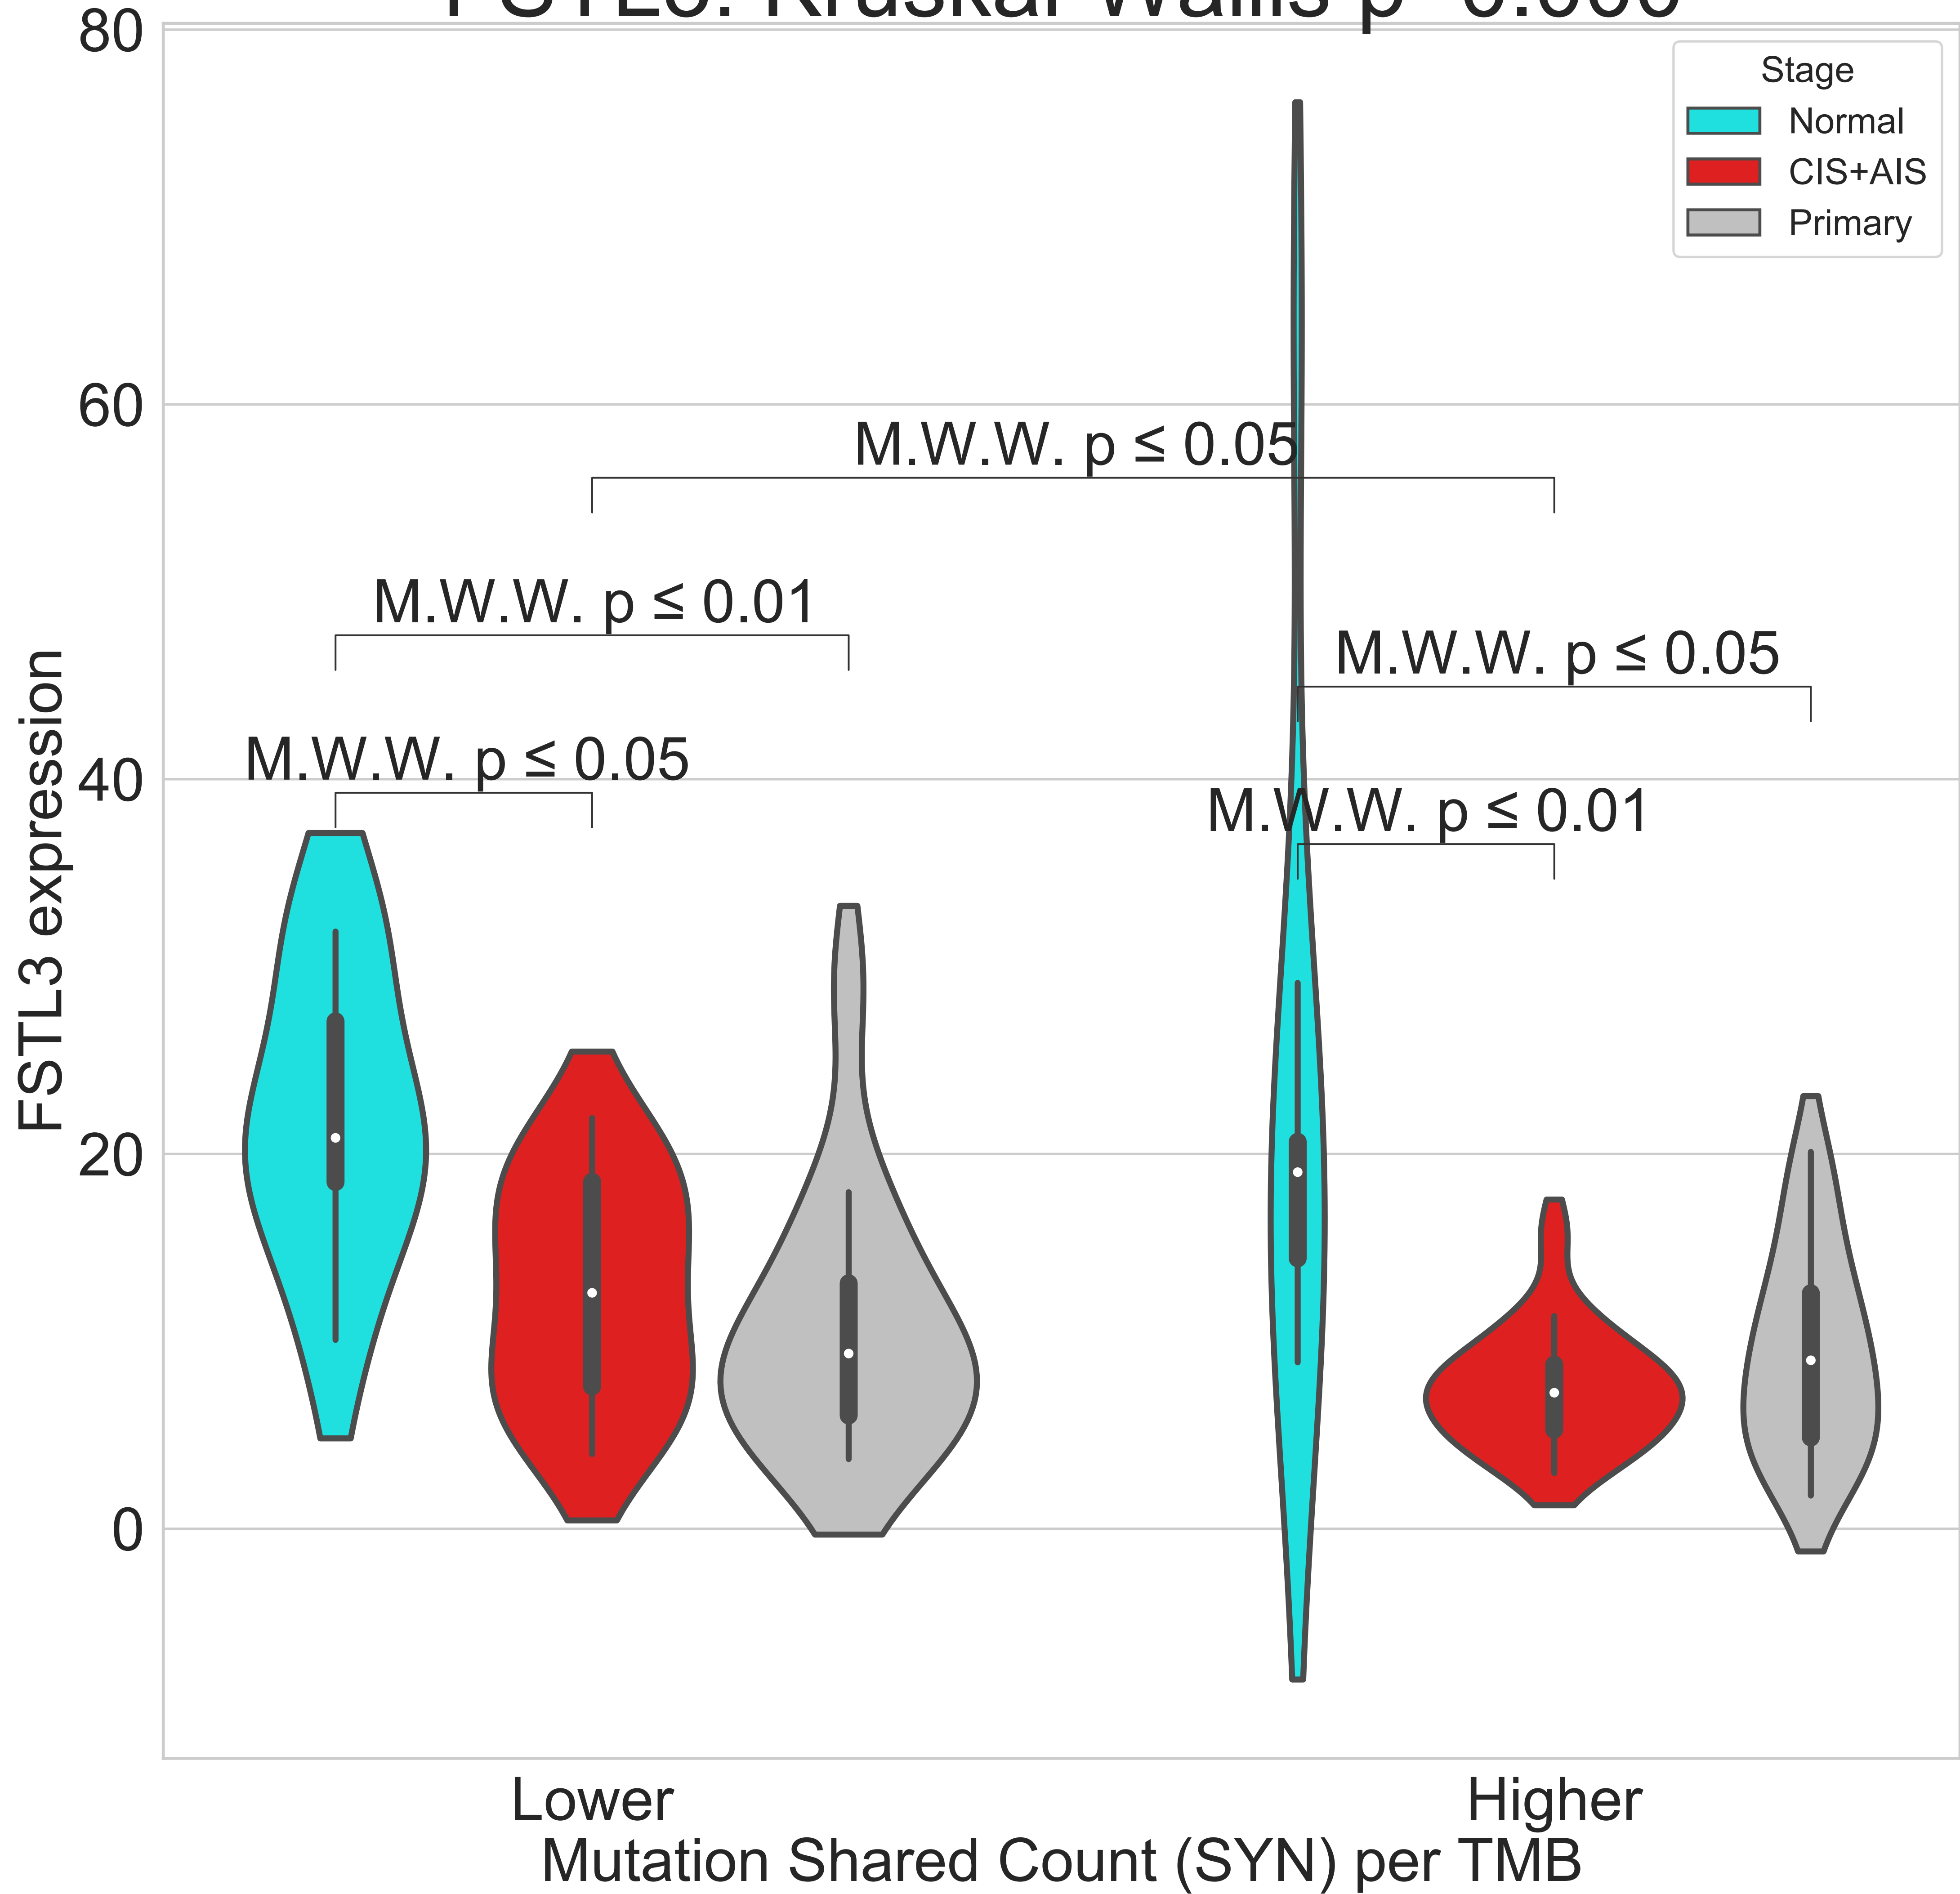 80
Stage
Normal
CIS+AIS
Primary
60
M.W.W. p ≤ 0.05
M.W.W. p ≤ 0.01
M.W.W. p ≤ 0.05
M.W.W. p ≤ 0.05
40
M.W.W. p ≤ 0.01
FSTL3 expression
20
0
Lower
Higher
Mutation Shared Count (SYN) per TMB